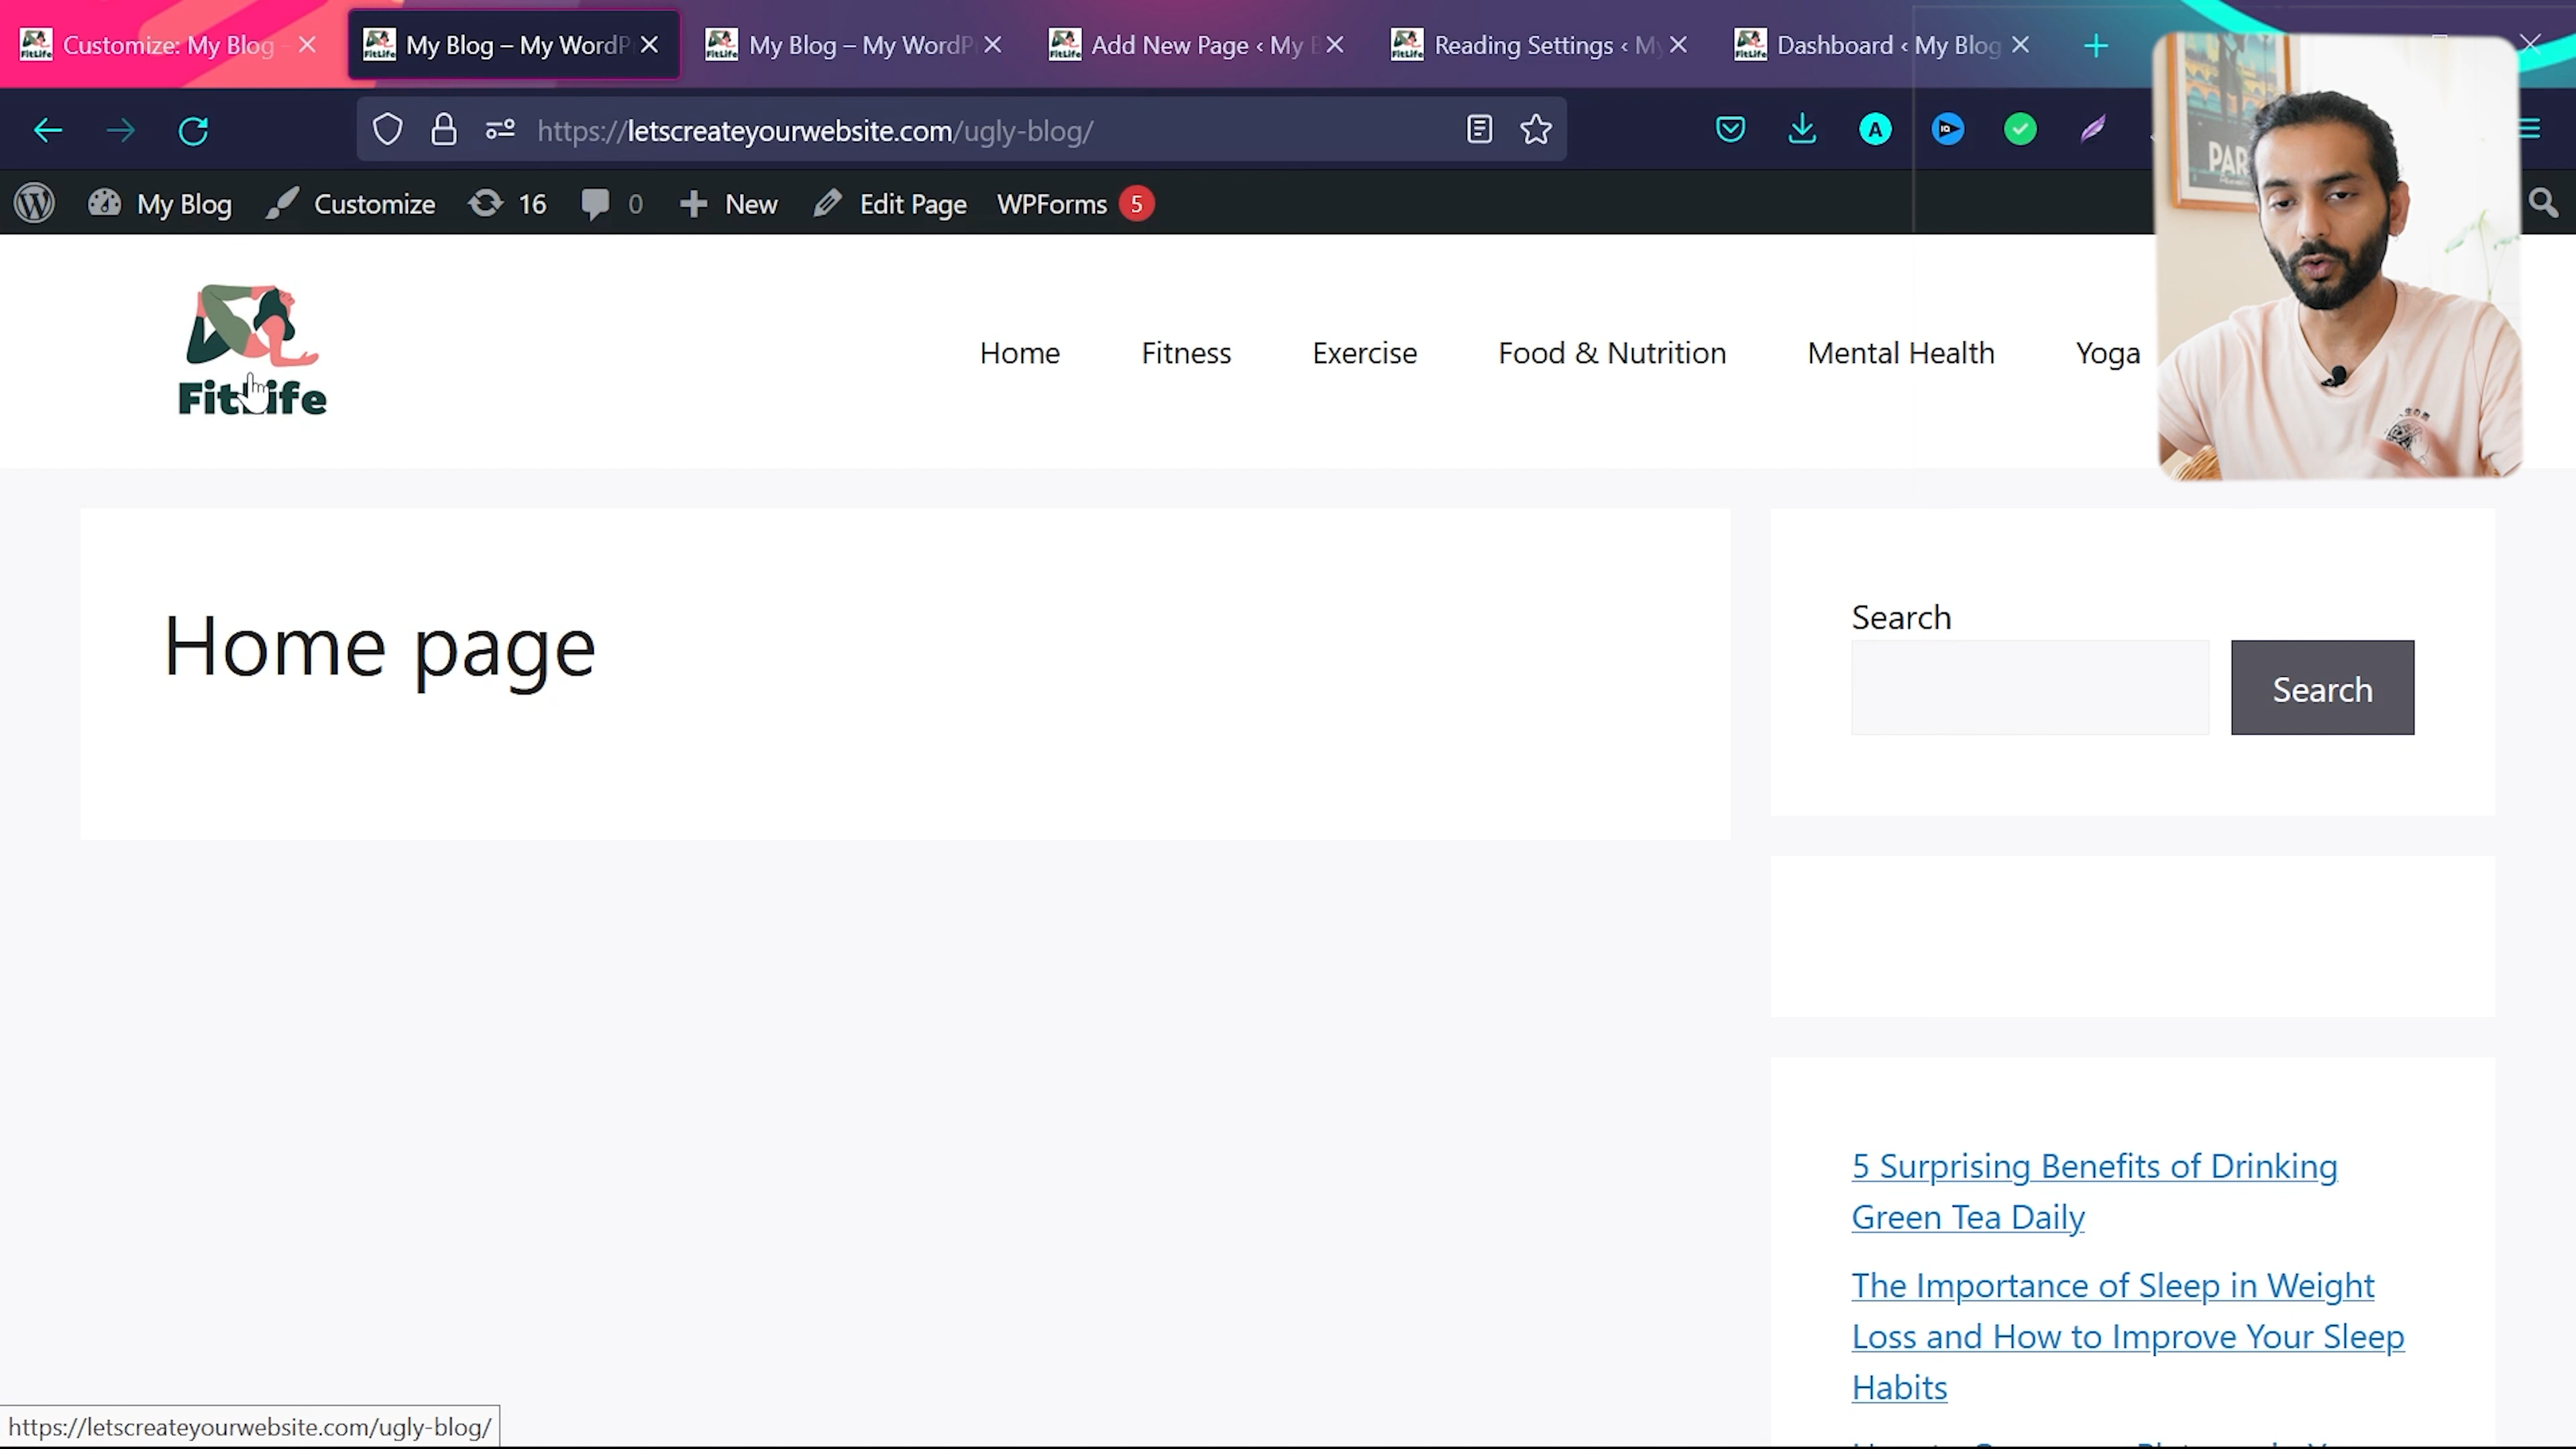 Customize: My Blog
My Blog – My WordP
My Blog – My WordP
Add New Page ‹ My B
Reading Settings ‹ My
Dashboard ‹ My Blog
https://letscreateyourwebsite.com/ugly-blog/
My Blog
Customize
16
0
New
Edit Page
WPForms 5
PAR
FitLife
Home
Fitness
Exercise
Food & Nutrition
Mental Health
Yoga
Home page
Search
Search
5 Surprising Benefits of Drinking
Green Tea Daily
The Importance of Sleep in Weight
Loss and How to Improve Your Sleep
Habits
https://letscreateyourwebsite.com/ugly-blog/